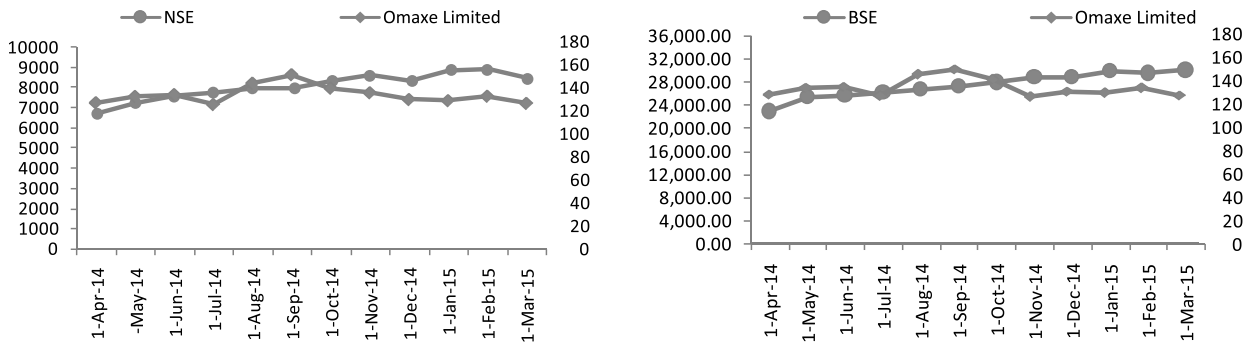 NSE Omaxe Limited
10000
9000
8000
7000
6000
5000
4000
3000
2000
1000
0
180
160
140
120
100
80
60
40
20
0
1-Apr-14
-May-14
1-Jun-14
1-Jul-14
1-Aug-14
1-Sep-14
1-Oct-14
1-Nov-14
1-Dec-14
1-Jan-15
1-Feb-15
1-Mar-15
BSE Omaxe Limited
36,000.00
32,000.00
28,000.00
24,000.00
20,000.00
16,000.00
12,000.00
8,000.00
4,000.00
0.00
180
160
140
120
100
80
60
40
20
0
1-Apr-14
1-May-14
1-Jun-14
1-Jul-14
1-Aug-14
1-Sep-14
1-Oct-14
1-Nov-14
1-Dec-14
1-Jan-15
1-Feb-15
1-Mar-15